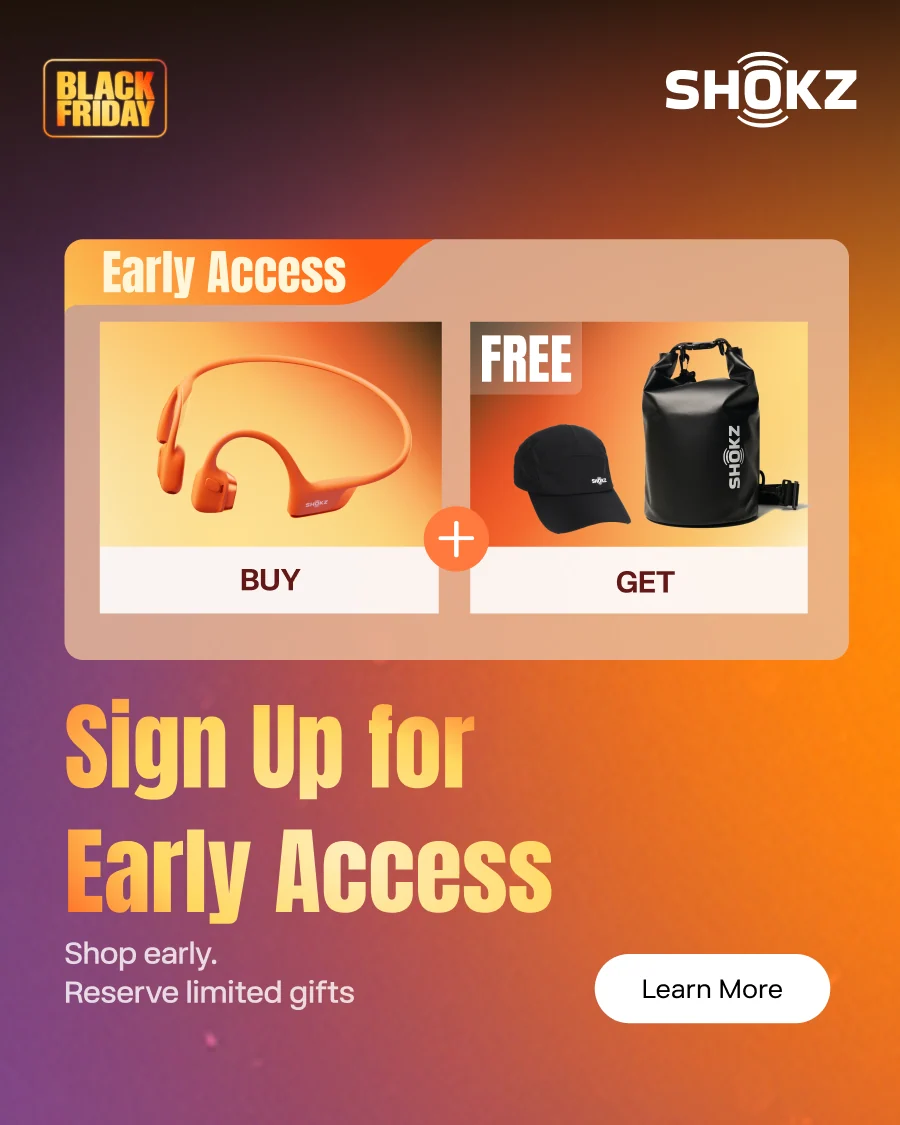 BLACK
FRIDAY
SHOKZ
Early Access
SHOKZ
FREE
SHOKZ
SHOKZ
BUY
GET
Sign Up for
Early Access
Shop early.
Reserve limited gifts
Learn More